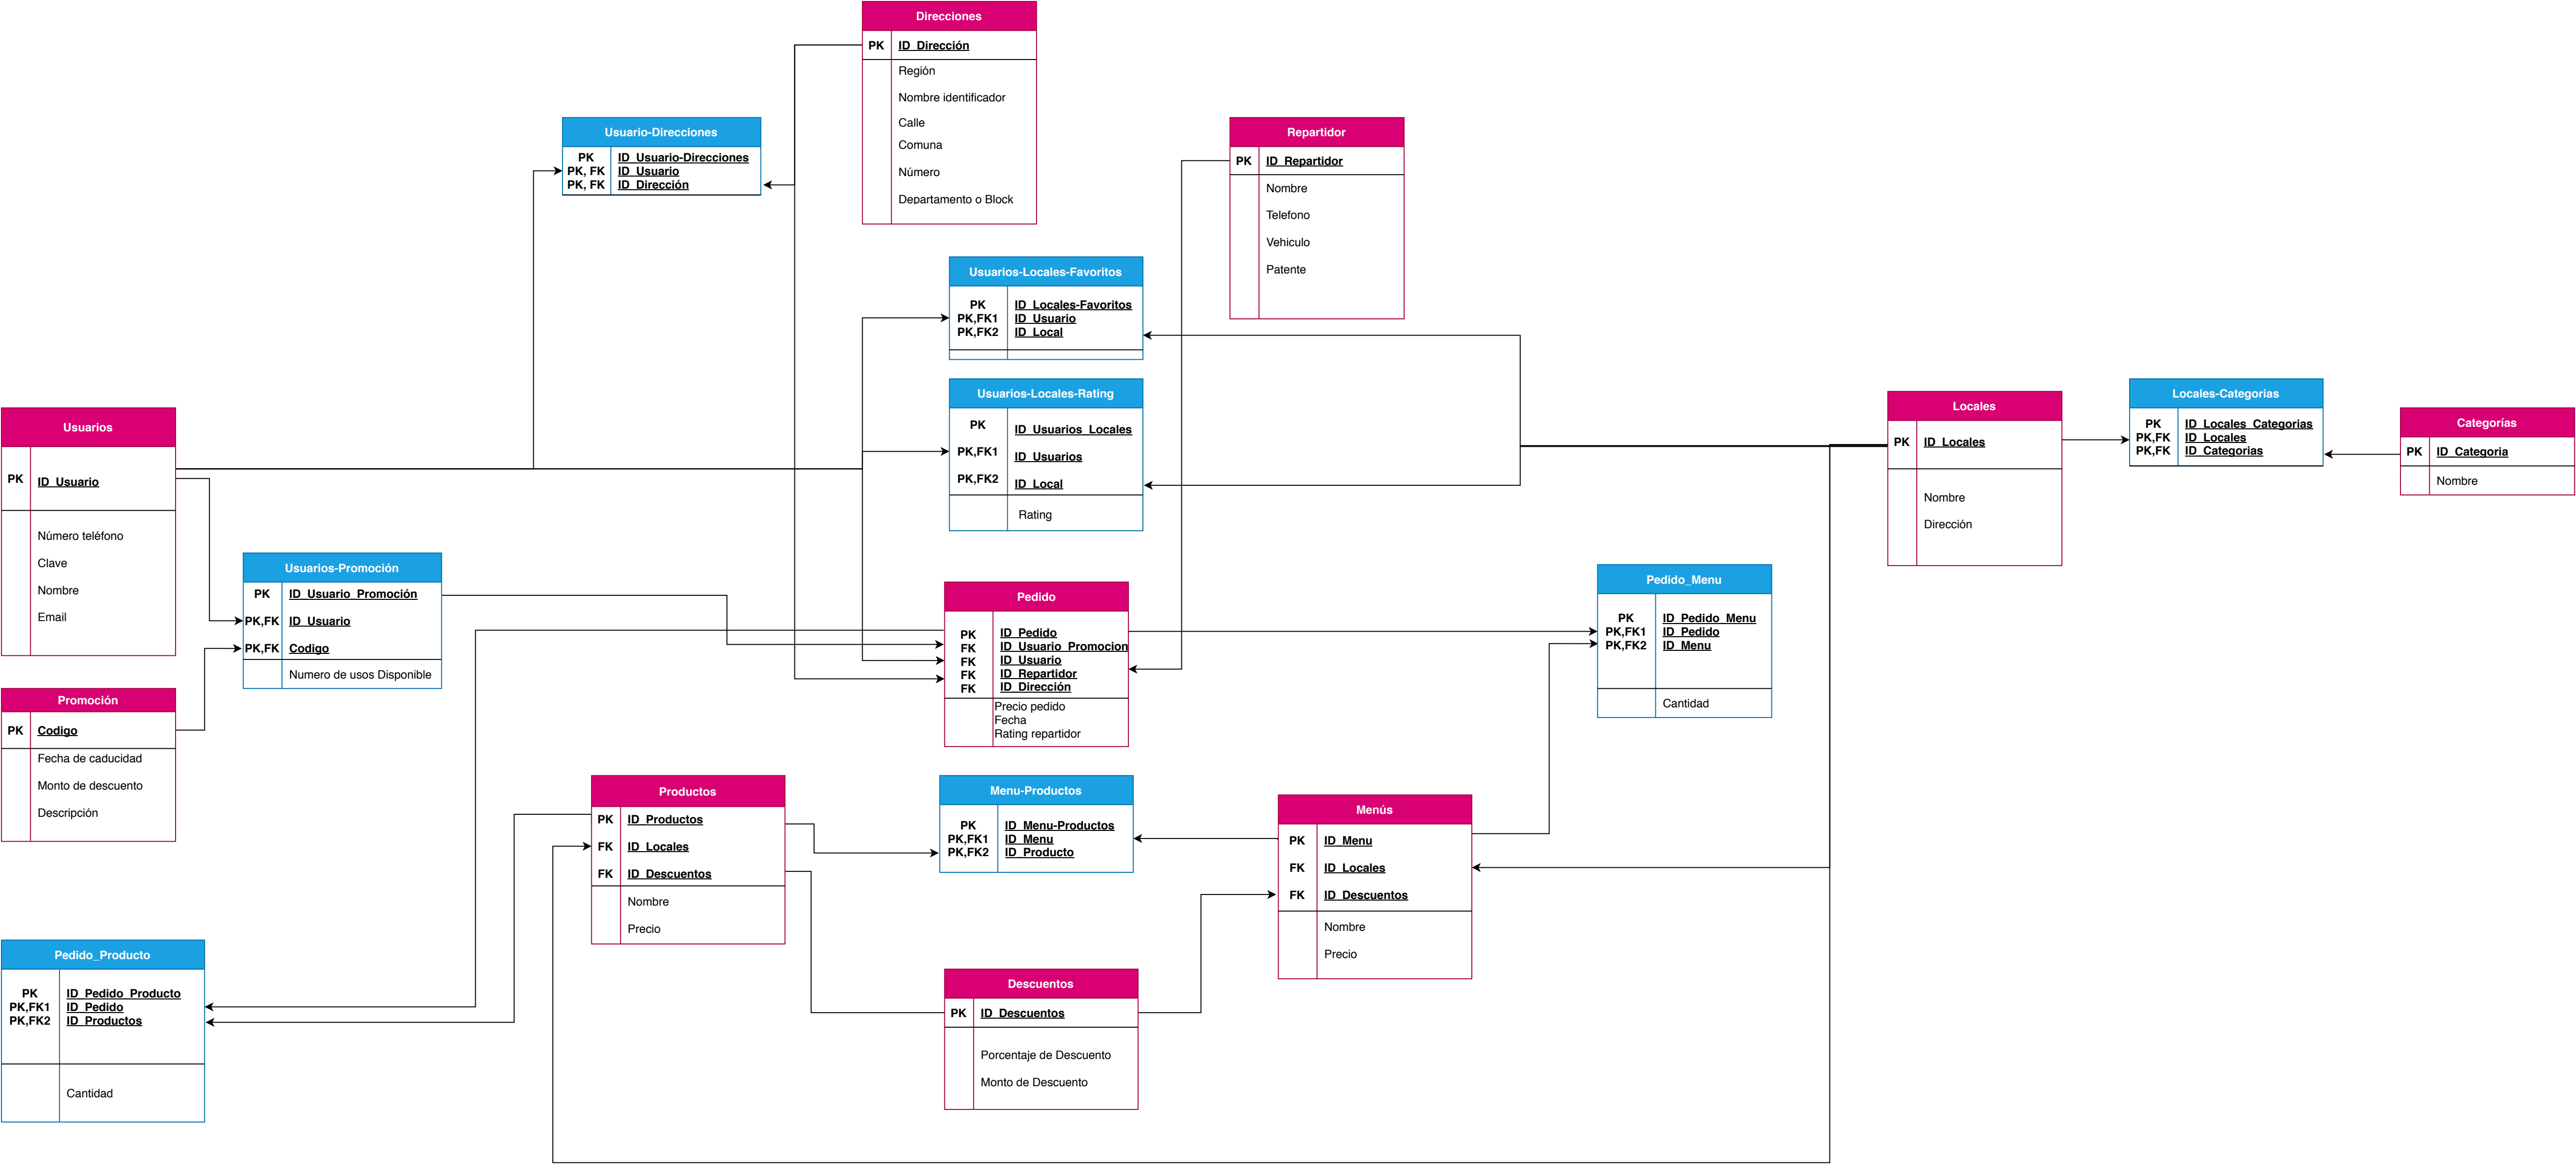 Direcciones
PK ID_Dirección
Región
Nombre identificador
Calle
Comuna
Número
Departamento o Block
Usuario-Direcciones
PK ID_Usuario-Direcciones
PK, FK ID_Usuario
PK, FK ID_Dirección
Repartidor
PK ID_Repartidor
Nombre
Telefono
Vehiculo
Patente
Usuarios-Locales-Favoritos
PK ID_Locales-Favoritos
PK,FK1 ID_Usuario
PK,FK2 ID_Local
Usuarios-Locales-Rating
PK ID_Usuarios_Locales
PK,FK1 ID_Usuarios
PK,FK2 ID_Local
Rating
Locales
PK ID_Locales
Nombre
Dirección
Locales-Categorias
PK ID_Locales_Categorias
PK,FK ID_Locales
PK,FK ID_Categorias
Categorías
PK ID_Categoria
Nombre
Usuarios
PK ID_Usuario
Número teléfono
Clave
Nombre
Email
Usuarios-Promoción
PK ID_Usuario_Promoción
PK,FK ID_Usuario
PK,FK Codigo
Numero de usos Disponible
Pedido
PK ID_Pedido
FK ID_Usuario_Promocion
FK ID_Usuario
FK ID_Repartidor
FK ID_Dirección
Precio pedido
Fecha
Rating repartidor
Pedido_Menu
PK ID_Pedido_Menu
PK,FK1 ID_Pedido
PK,FK2 ID_Menu
Cantidad
Promoción
PK Codigo
Fecha de caducidad
Monto de descuento
Descripción
Productos
PK ID_Productos
FK ID_Locales
FK ID_Descuentos
Nombre
Precio
Menu-Productos
PK ID_Menu-Productos
PK,FK1 ID_Menu
PK,FK2 ID_Producto
Menús
PK ID_Menu
FK ID_Locales
FK ID_Descuentos
Nombre
Precio
Pedido_Producto
PK ID_Pedido_Producto
PK,FK1 ID_Pedido
PK,FK2 ID_Productos
Cantidad
Descuentos
PK ID_Descuentos
Porcentaje de Descuento
Monto de Descuento